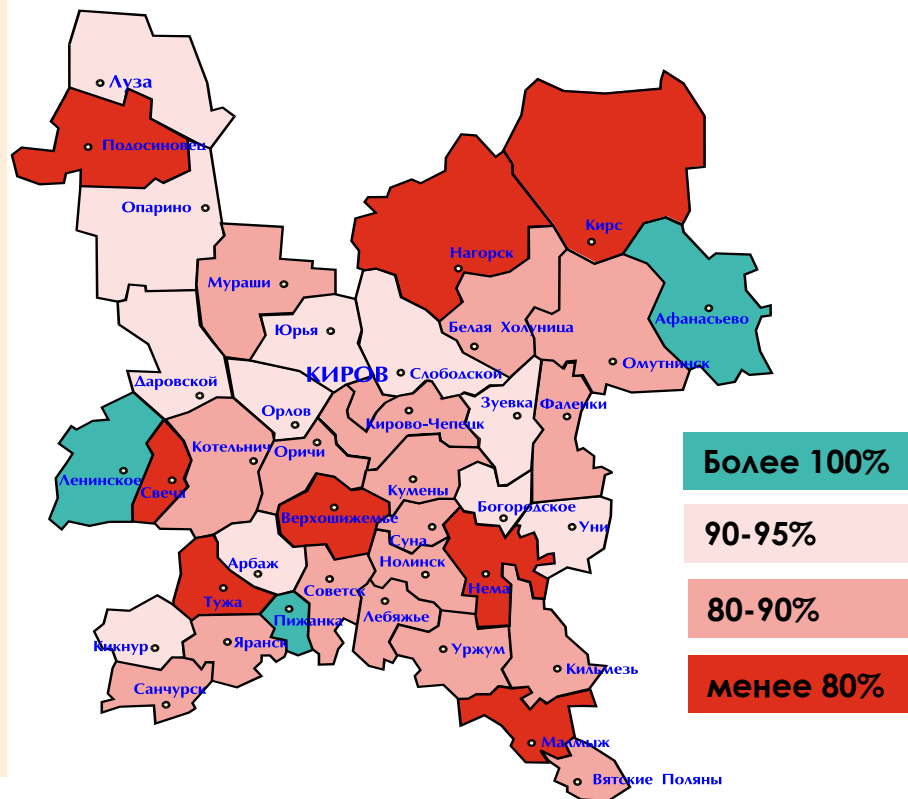 Луза
Подосиновец
Опарино
Кирс
Нагорск
Мураши
Афанасьево
Юрья
Белая Холуница
Омутнинск
КИРОВ
Слободской
Даровской
Орлов
Зуевка
Фаленки
Кирово-Чепецк
Котельнич
Оричи
Ленинское
Свеча
Кумены
Богородское
Верхошижемье
Уни
Суна
Арбаж
Нолинск
Советск
Нема
Тужа
Пижанка
Лебяжье
Кикнур
Яранск
Уржум
Кильмезь
Санчурск
Малмыж
Вятские Поляны
Более 100%
90-95%
80-90%
менее 80%